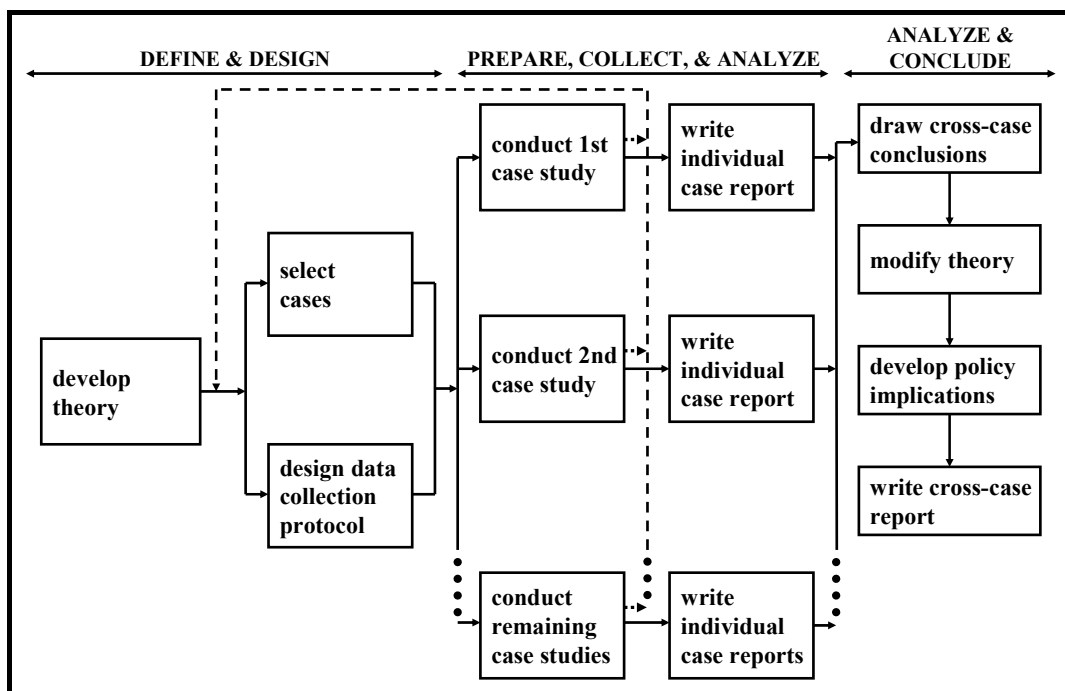 DEFINE & DESIGN
PREPARE, COLLECT, & ANALYZE
ANALYZE &
CONCLUDE
develop
theory
select
cases
design data
collection
protocol
conduct 1st
case study
write
individual
case report
conduct 2nd
case study
write
individual
case report
conduct
remaining
case studies
write
individual
case reports
draw cross-case
conclusions
modify theory
develop policy
implications
write cross-case
report